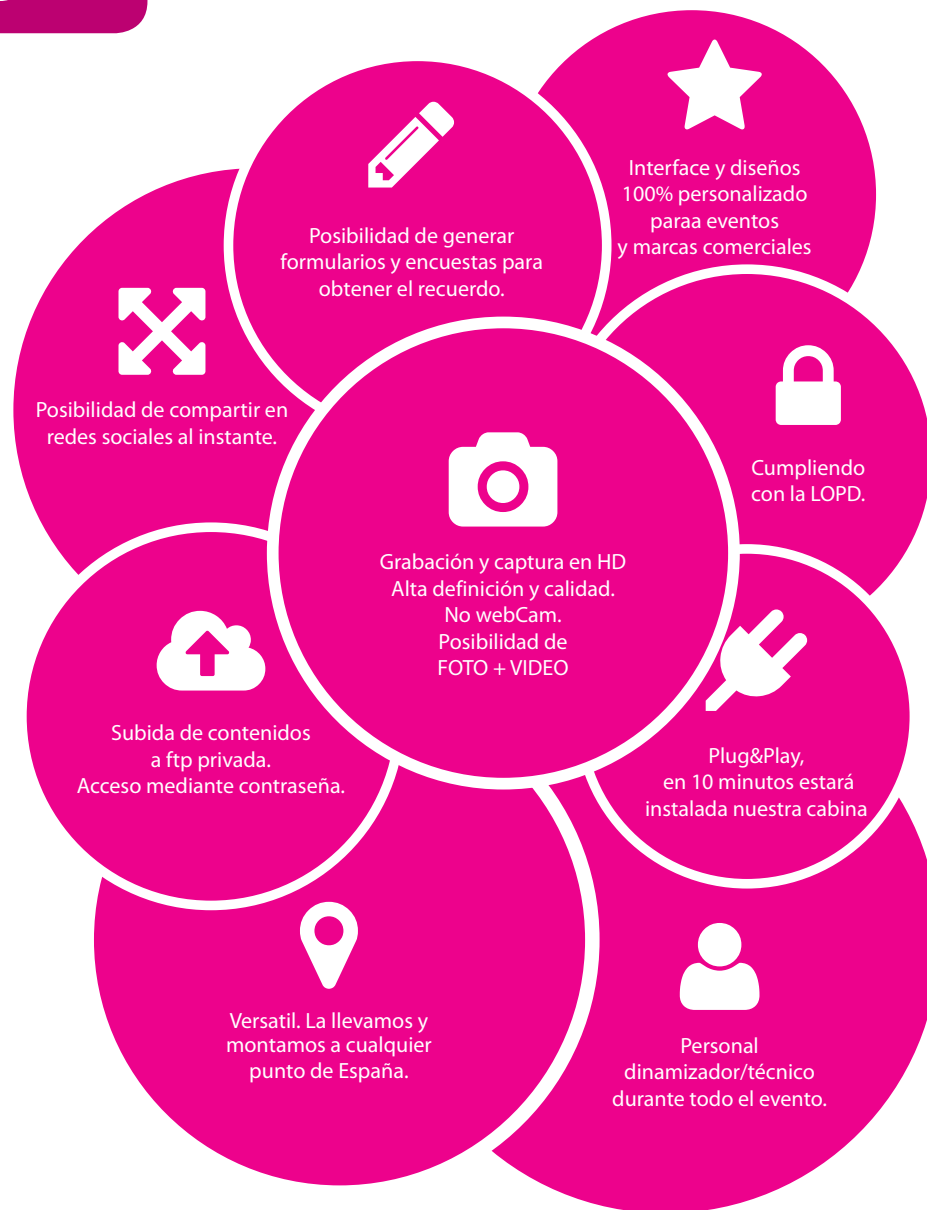 Interface y diseños
100% personalizado
paraa eventos
y marcas comerciales
Posibilidad de generar
formularios y encuestas para
obtener el recuerdo.
Posibilidad de compartir en
redes sociales al instante.
Cumpliendo
con la LOPD.
Grabación y captura en HD
Alta definición y calidad.
No webCam.
Posibilidad de
FOTO + VIDEO
Subida de contenidos
a ftp privada.
Acceso mediante contraseña.
Plug&Play,
en 10 minutos estará
instalada nuestra cabina
Versatil. La llevamos y
montamos a cualquier
punto de España.
Personal
dinamizador/técnico
durante todo el evento.